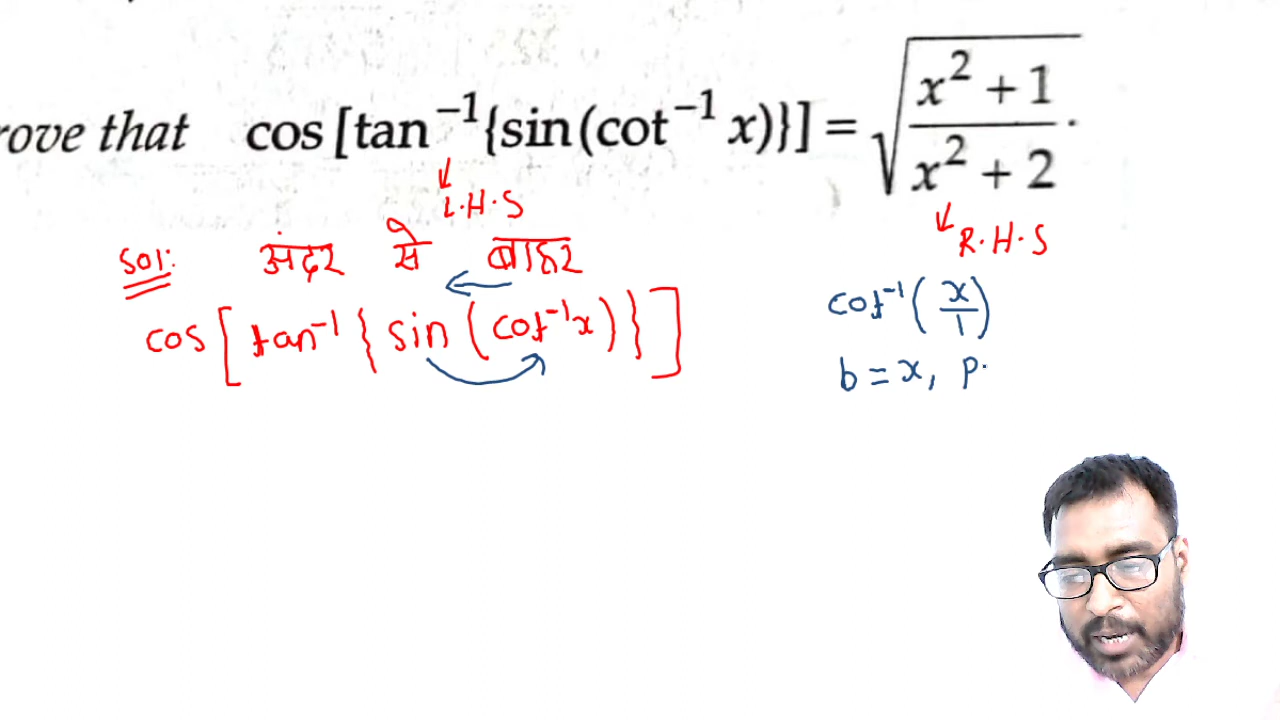 rove that cos [tan⁻¹{sin(cot⁻¹ x)}] = √((x² + 1)/(x² + 2)).
L.H.S
R.H.S
Sol: अंदर से बाहर
cos[tan⁻¹{sin(cot⁻¹x)}]
cot⁻¹(x/1)
b = x, p.